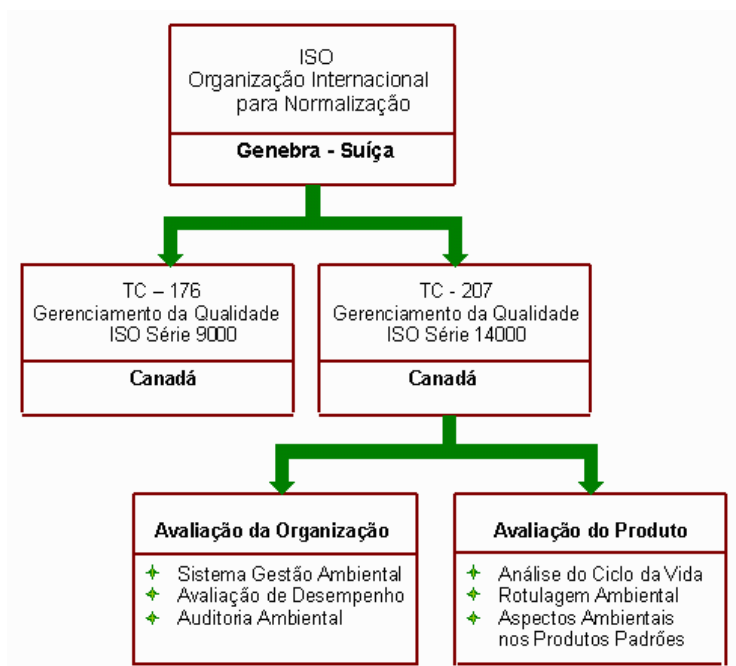 ISO
Organização Internacional
para Normalização
Genebra - Suíça
TC – 176
Gerenciamento da Qualidade
ISO Série 9000
Canadá
TC - 207
Gerenciamento da Qualidade
ISO Série 14000
Canadá
Avaliação da Organização
Sistema Gestão Ambiental
Avaliação de Desempenho
Auditoria Ambiental
Avaliação do Produto
Análise do Ciclo da Vida
Rotulagem Ambiental
Aspectos Ambientais
nos Produtos Padrões